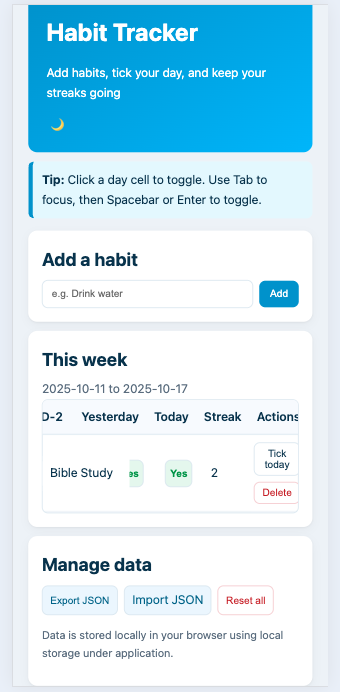 Habit Tracker
Add habits, tick your day, and keep your
streaks going
Tip: Click a day cell to toggle. Use Tab to
focus, then Spacebar or Enter to toggle.
Add a habit
e.g. Drink water
Add
This week
2025-10-11 to 2025-10-17
D-2 Yesterday Today Streak Actions
Bible Study es Yes 2 Tick
today
Delete
Manage data
Export JSON Import JSON Reset all
Data is stored locally in your browser using local
storage under application.